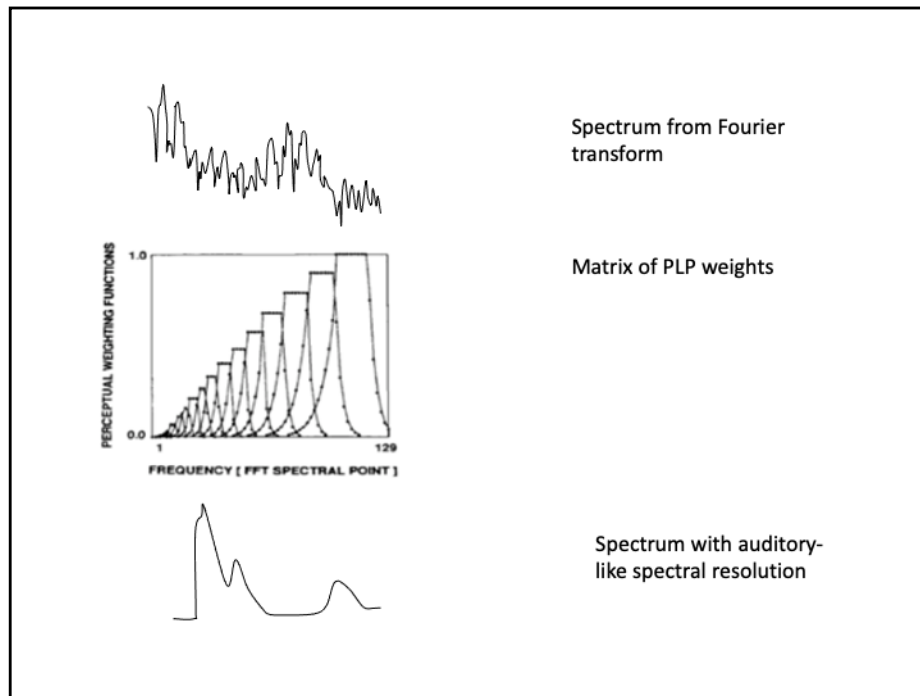 Spectrum from Fourier
transform
PERCEPTUAL WEIGHTING FUNCTIONS
1.0
0.0
1
129
FREQUENCY [ FFT SPECTRAL POINT ]
Matrix of PLP weights
Spectrum with auditory-
like spectral resolution